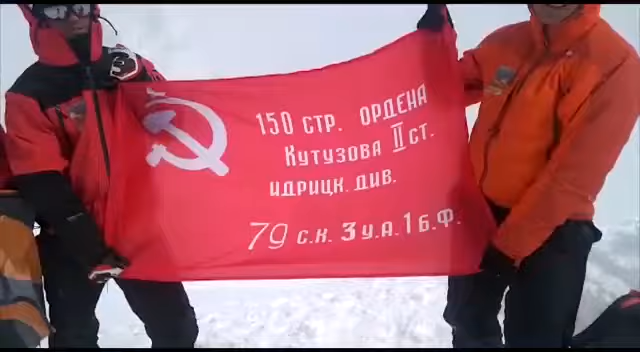 150 СТР. ОРДЕНА
КУТУЗОВА II СТ.
ИДРИЦК. ДИВ.
79 С.К. 3 У.А. 1 Б.Ф.